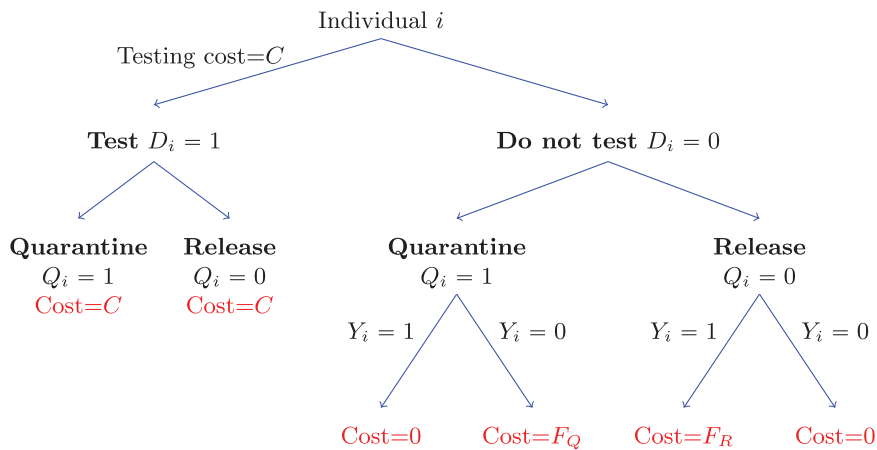 Individual i
Testing cost=C
Test D_i = 1
Do not test D_i = 0
Quarantine
Q_i = 1
Cost=C
Release
Q_i = 0
Cost=C
Quarantine
Q_i = 1
Release
Q_i = 0
Y_i = 1
Y_i = 0
Y_i = 1
Y_i = 0
Cost=0
Cost=F_Q
Cost=F_R
Cost=0